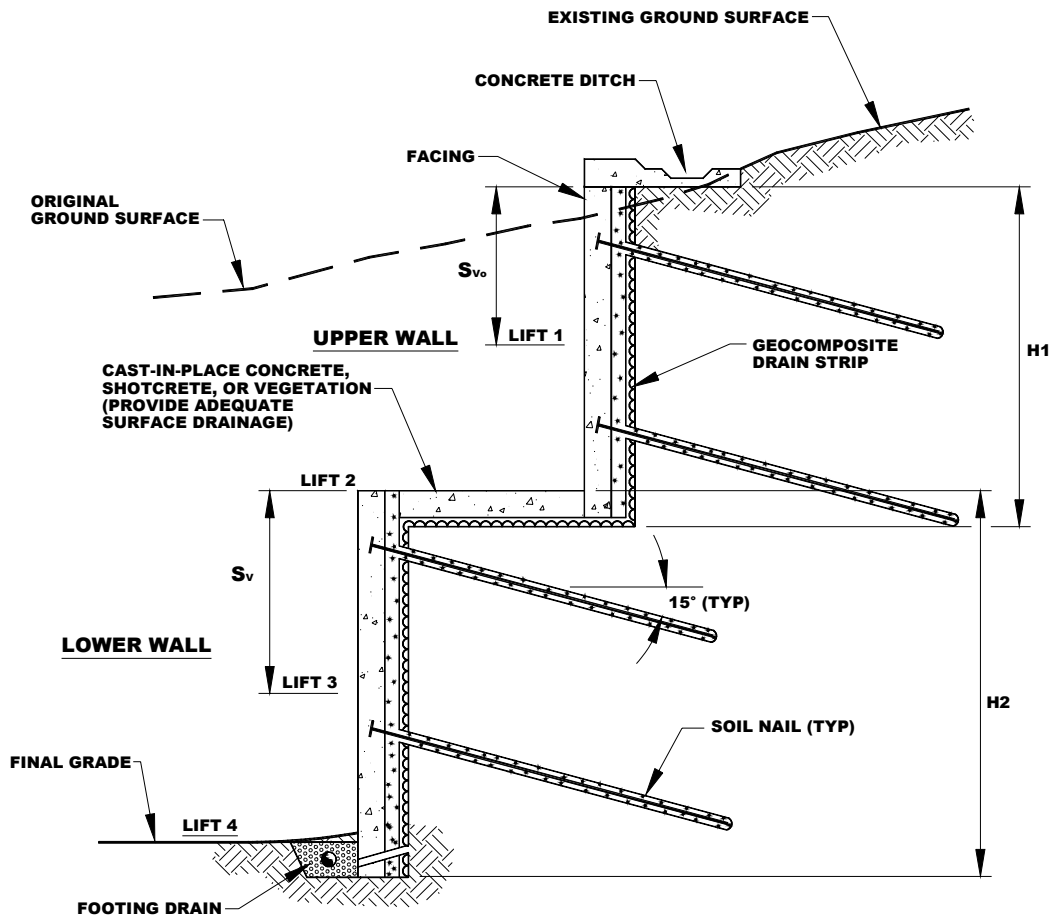 EXISTING GROUND SURFACE
CONCRETE DITCH
FACING
ORIGINAL
GROUND SURFACE
Svo
H1
UPPER WALL
LIFT 1
GEOCOMPOSITE
DRAIN STRIP
CAST-IN-PLACE CONCRETE,
SHOTCRETE, OR VEGETATION
(PROVIDE ADEQUATE
SURFACE DRAINAGE)
LIFT 2
Sv
15° (TYP)
LOWER WALL
LIFT 3
H2
SOIL NAIL (TYP)
FINAL GRADE
LIFT 4
FOOTING DRAIN